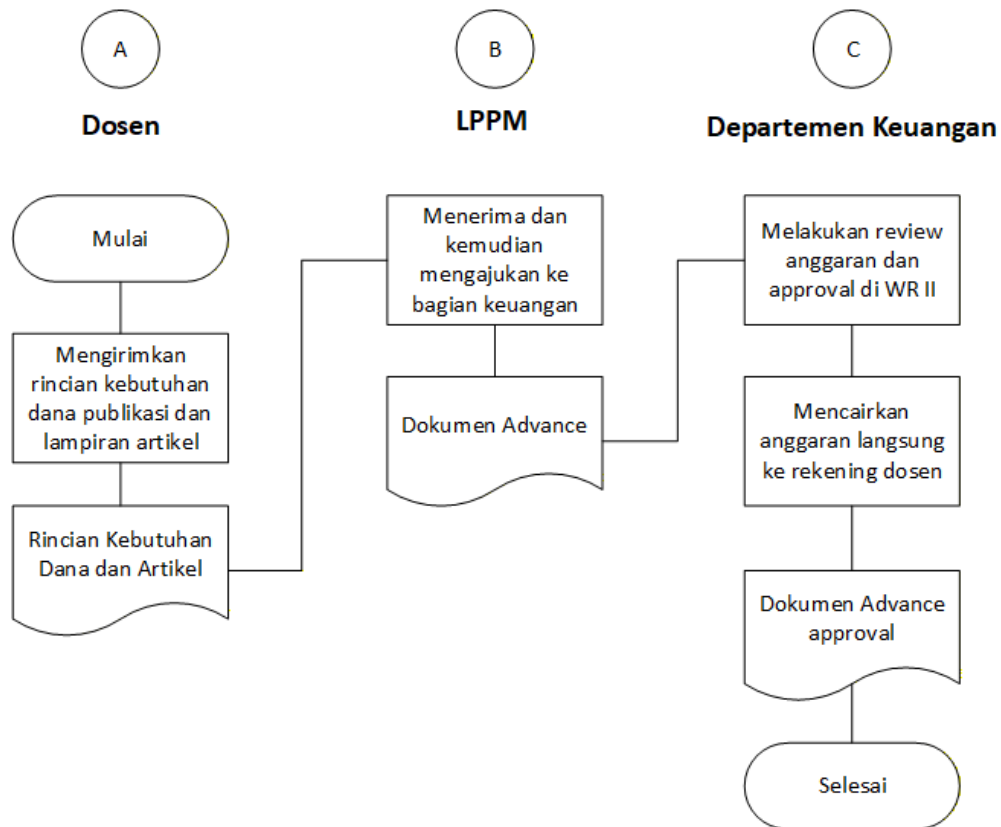 A
Dosen
Mulai
Mengirimkan
rincian kebutuhan
dana publikasi dan
lampiran artikel
Rincian Kebutuhan
Dana dan Artikel
B
LPPM
Menerima dan
kemudian
mengajukan ke
bagian keuangan
Dokumen Advance
C
Departemen Keuangan
Melakukan review
anggaran dan
approval di WR II
Mencairkan
anggaran langsung
ke rekening dosen
Dokumen Advance
approval
Selesai